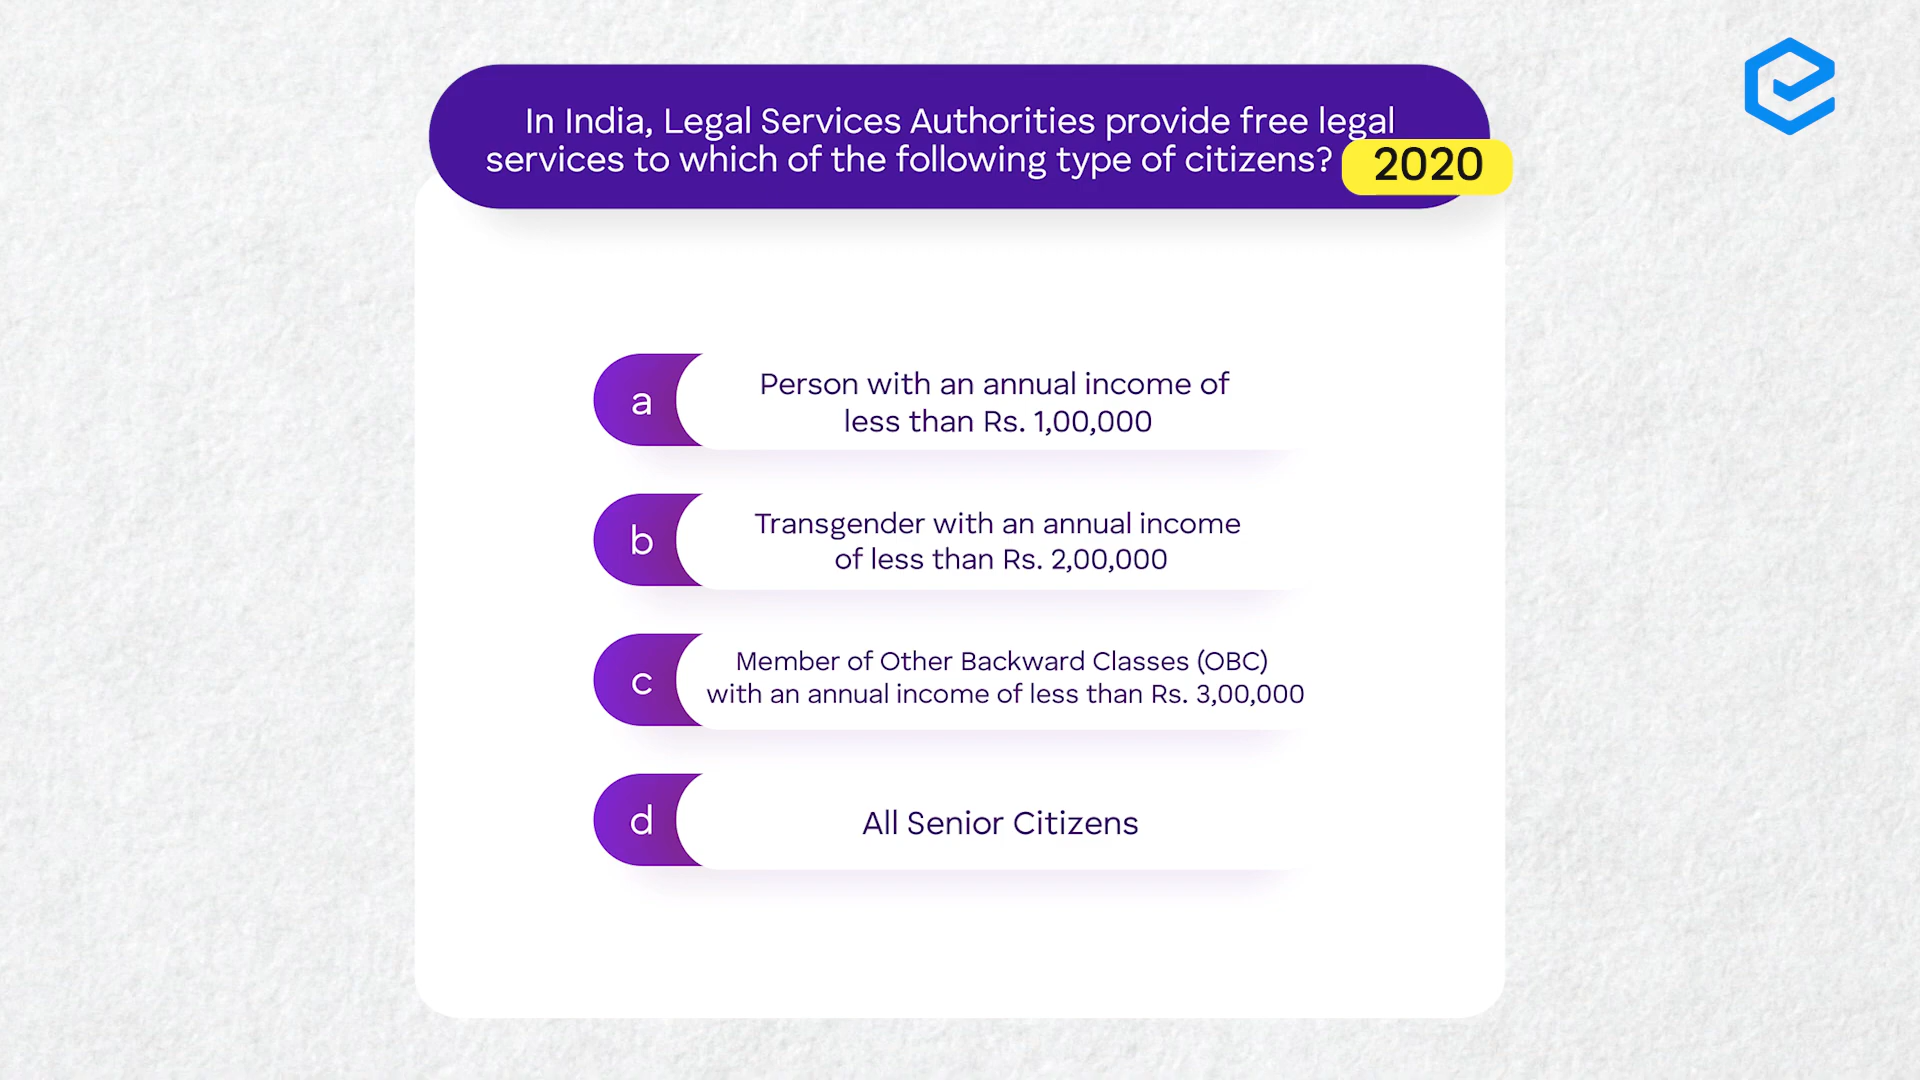 In India, Legal Services Authorities provide free legal
services to which of the following type of citizens?
2020
a
Person with an annual income of
less than Rs. 1,00,000
b
Transgender with an annual income
of less than Rs. 2,00,000
c
Member of Other Backward Classes (OBC)
with an annual income of less than Rs. 3,00,000
d
All Senior Citizens